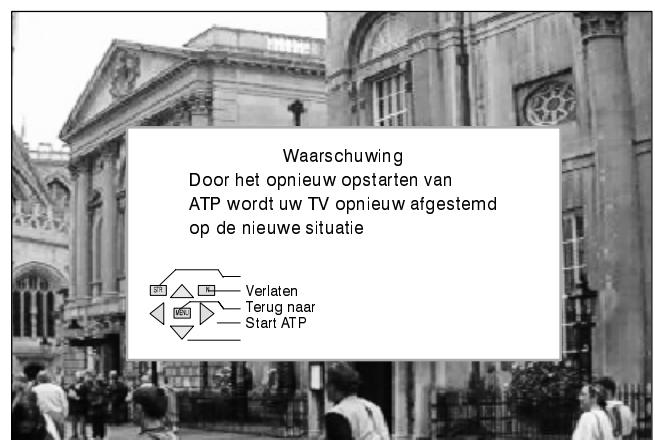 Waarschuwing
Door het opnieuw opstarten van
ATP wordt uw TV opnieuw afgestemd
op de nieuwe situatie
STR N Verlaten
MENU Terug naar
Start ATP